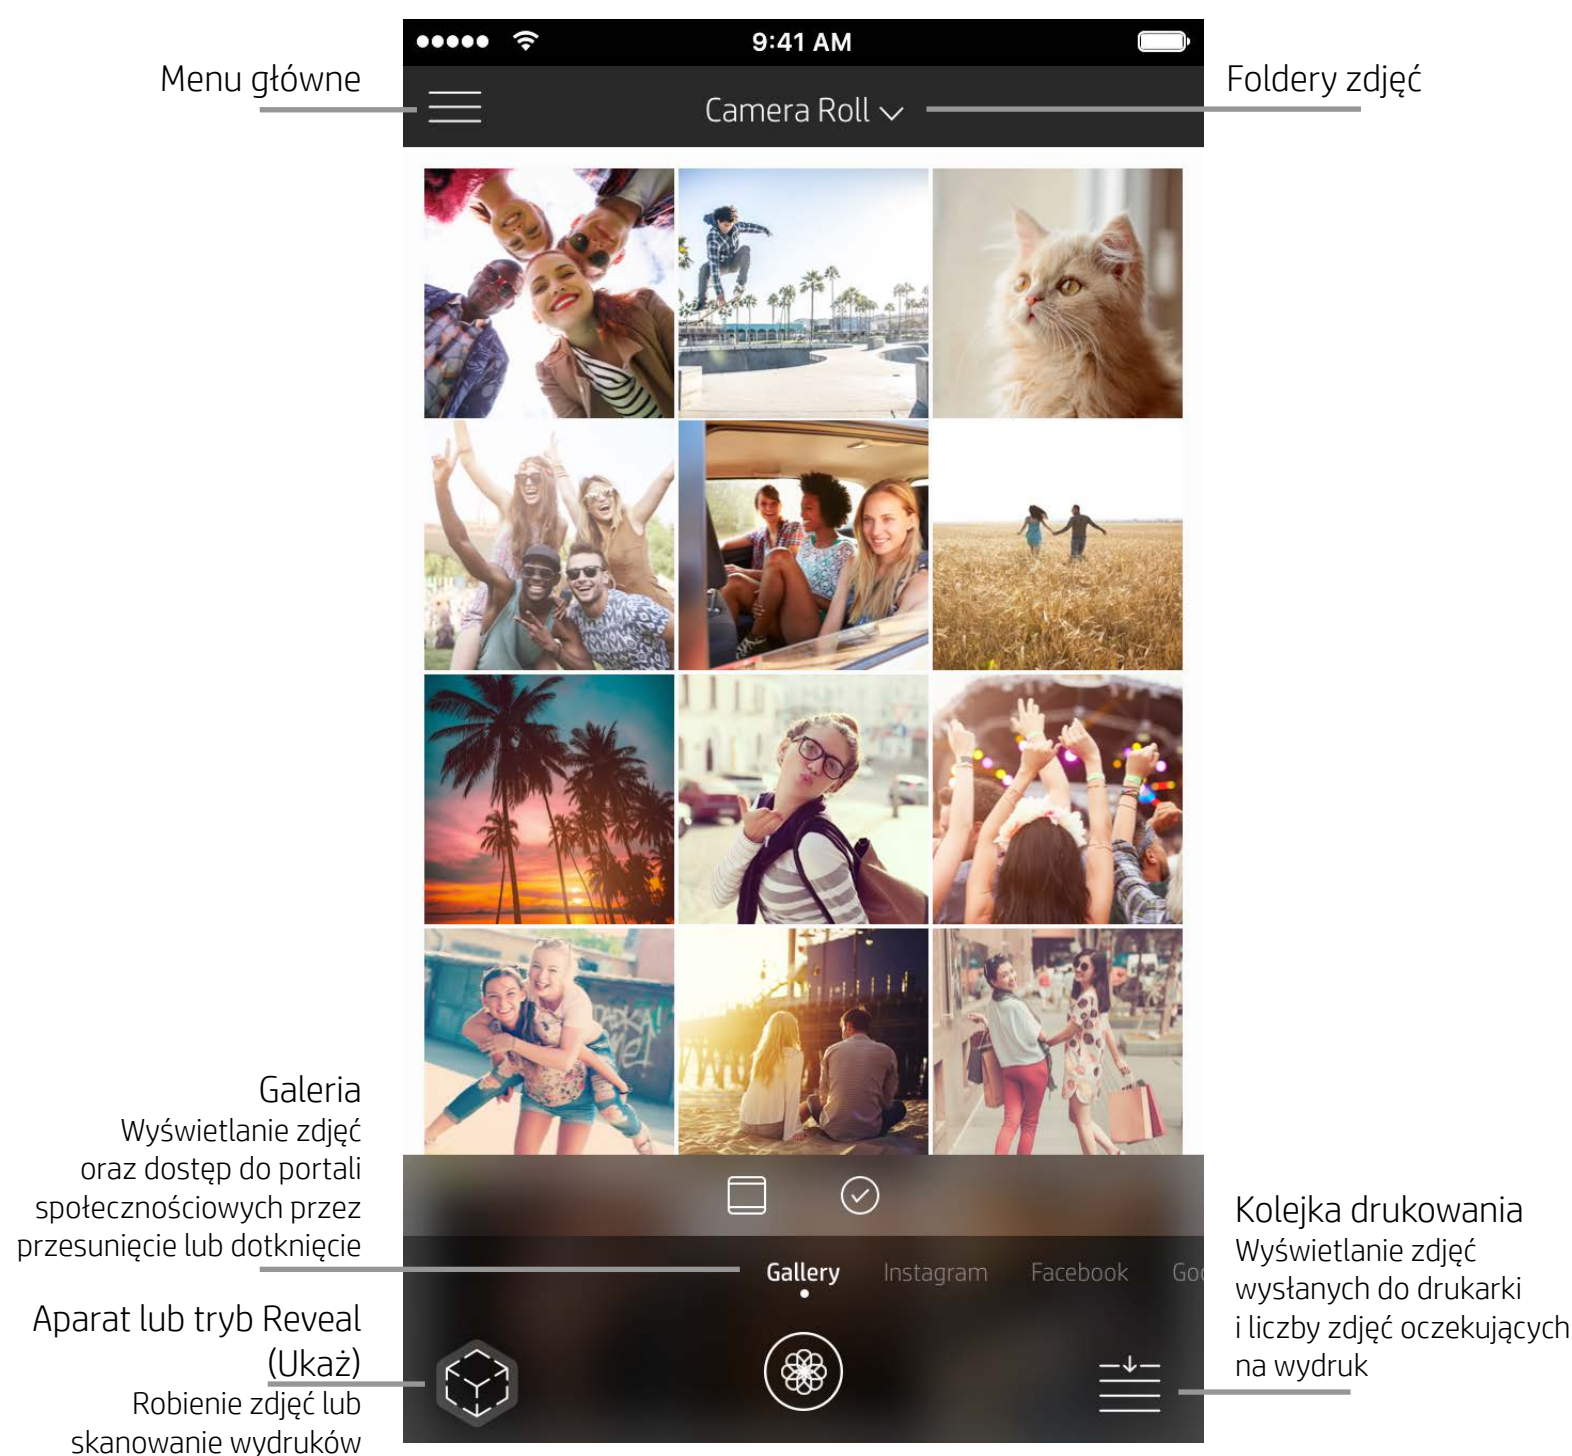 9:41 AM
Menu główne
Camera Roll
Foldery zdjęć
Galeria
Wyświetlanie zdjęć
oraz dostęp do portali
społecznościowych przez
przesunięcie lub dotknięcie
Gallery Instagram Facebook Goo
Aparat lub tryb Reveal
(Ukaż)
Robienie zdjęć lub
skanowanie wydruków
Kolejka drukowania
Wyświetlanie zdjęć
wysłanych do drukarki
i liczby zdjęć oczekujących
na wydruk